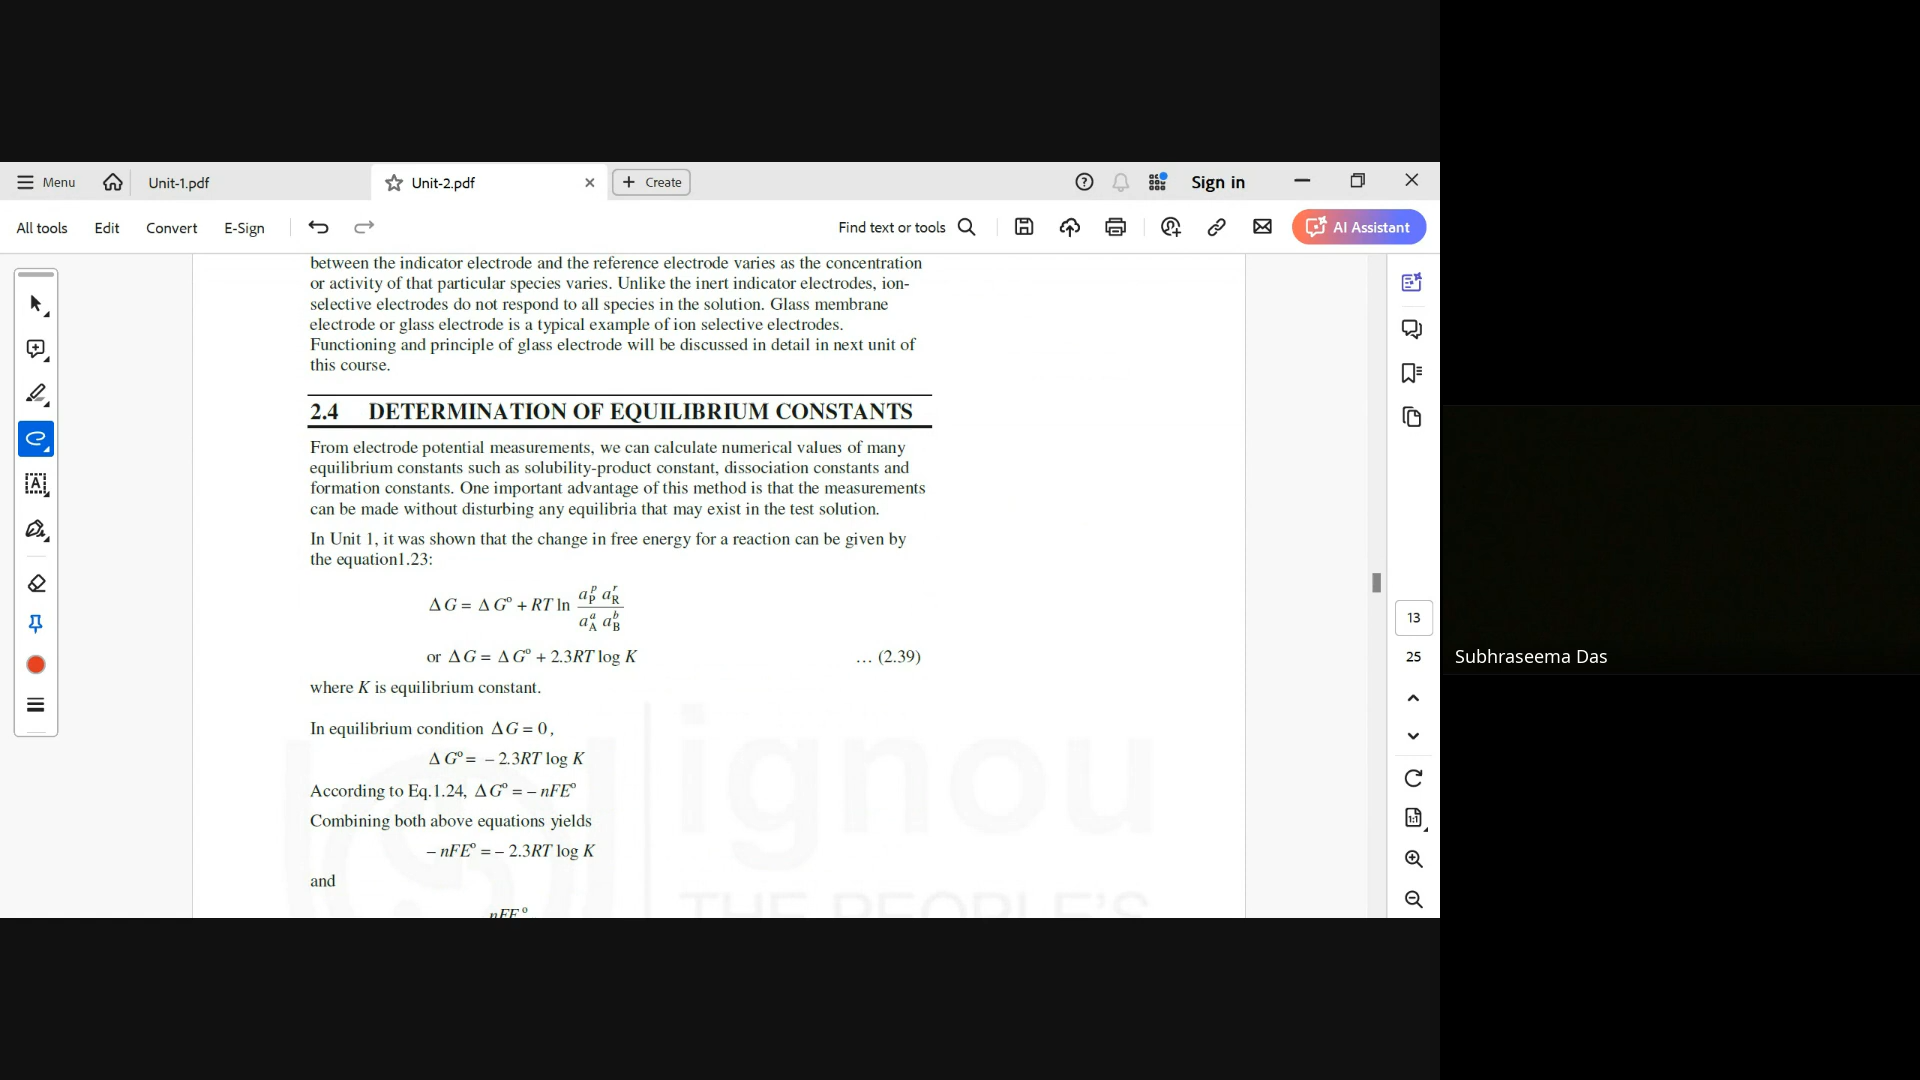 Menu
Unit-1.pdf
Unit-2.pdf
Create
Sign in
All tools
Edit
Convert
E-Sign
Find text or tools
AI Assistant
between the indicator electrode and the reference electrode varies as the concentration
or activity of that particular species varies. Unlike the inert indicator electrodes, ion-
selective electrodes do not respond to all species in the solution. Glass membrane
electrode or glass electrode is a typical example of ion selective electrodes.
Functioning and principle of glass electrode will be discussed in detail in next unit of
this course.
2.4 DETERMINATION OF EQUILIBRIUM CONSTANTS
From electrode potential measurements, we can calculate numerical values of many
equilibrium constants such as solubility-product constant, dissociation constants and
formation constants. One important advantage of this method is that the measurements
can be made without disturbing any equilibria that may exist in the test solution.
In Unit 1, it was shown that the change in free energy for a reaction can be given by
the equation1.23:
Δ G = Δ G° + RT ln a_P^p a_R^r / a_A^a a_B^b
or Δ G = Δ G° + 2.3RT log K … (2.39)
where K is equilibrium constant.
In equilibrium condition Δ G = 0,
Δ G° = – 2.3RT log K
According to Eq.1.24, Δ G° = – nFE°
Combining both above equations yields
– nFE° = – 2.3RT log K
and
nFE°
ignou
THE PEOPLE'S
13
25
Subhraseema Das